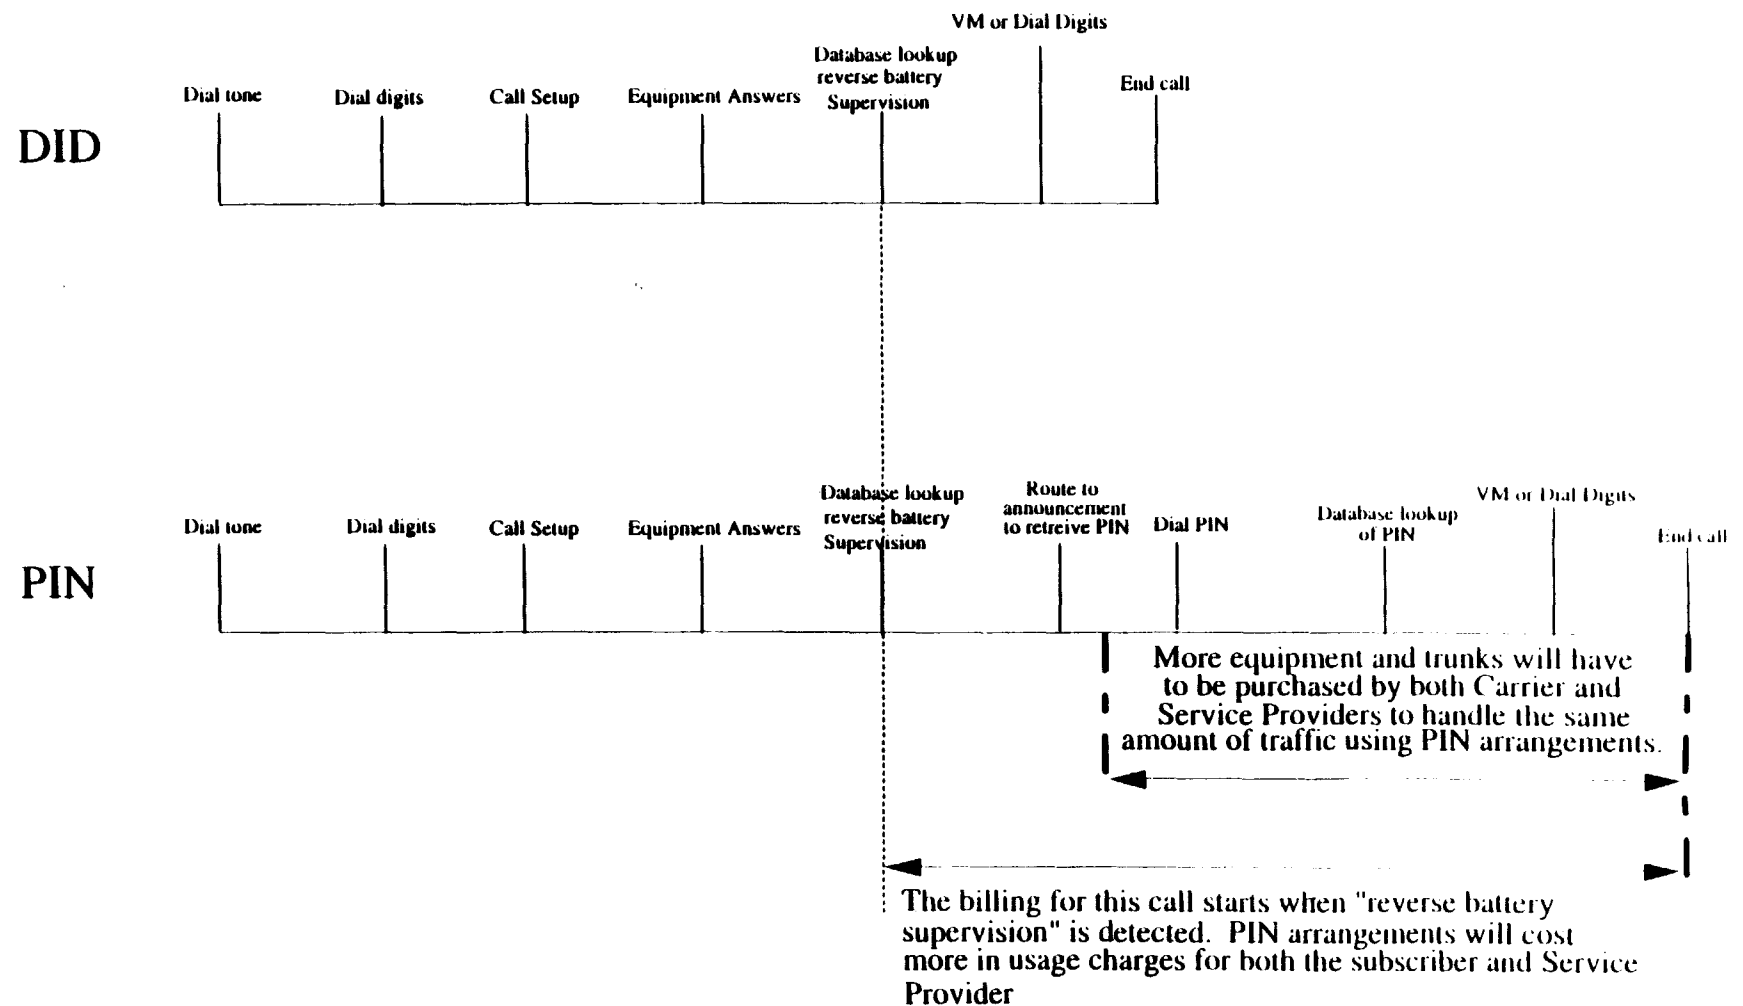 VM or Dial Digits
Database lookup
reverse battery
Supervision
Dial tone
Dial digits
Call Setup
Equipment Answers
End call
DID
Database lookup
reverse battery
Supervision
Route to
announcement
to retreive PIN
Dial tone
Dial digits
Call Setup
Equipment Answers
Dial PIN
Database lookup
of PIN
VM or Dial Digits
End call
PIN
More equipment and trunks will have
to be purchased by both Carrier and
Service Providers to handle the same
amount of traffic using PIN arrangements.
The billing for this call starts when "reverse battery
supervision" is detected. PIN arrangements will cost
more in usage charges for both the subscriber and Service
Provider